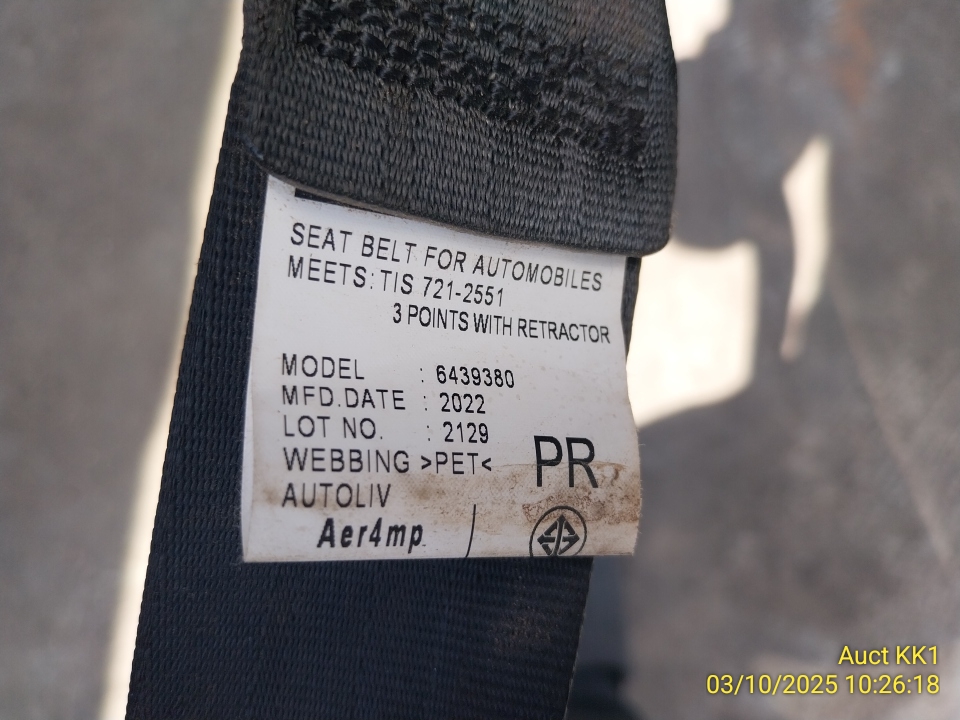 SEAT BELT FOR AUTOMOBILES
MEETS: TIS 721-2551
3 POINTS WITH RETRACTOR
MODEL : 6439380
MFD.DATE : 2022
LOT NO. : 2129
WEBBING >PET<
PR
AUTOLIV
Aer4mp
Auct KK1
03/10/2025 10:26:18